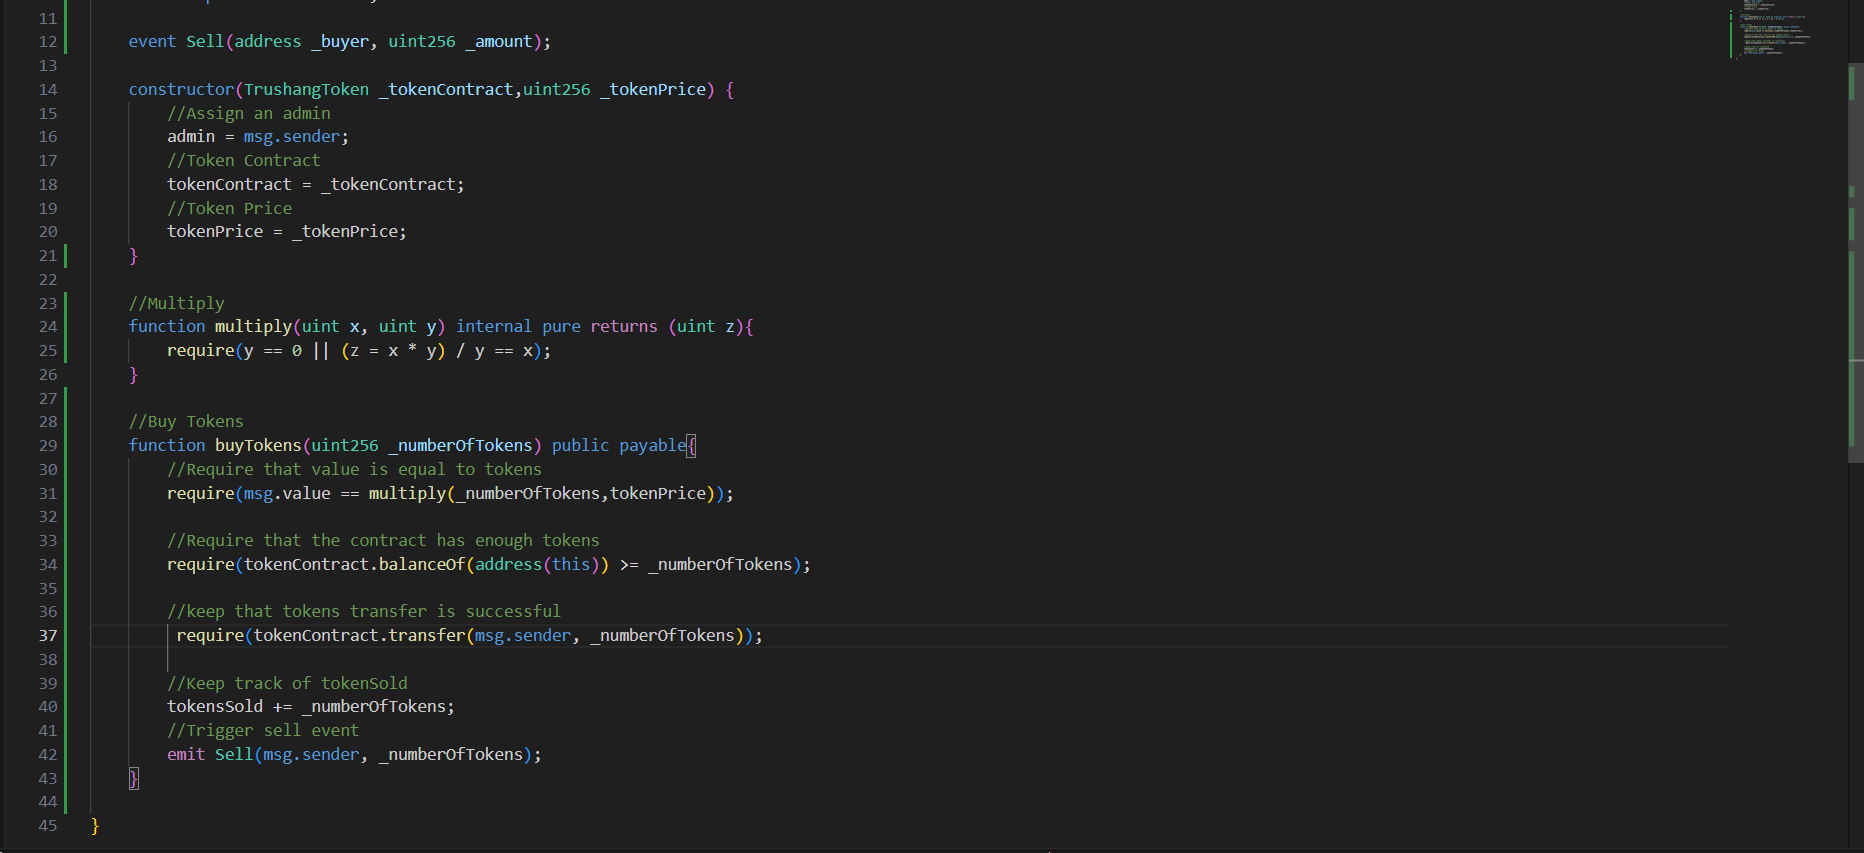 11
12 event Sell(address _buyer, uint256 _amount);
13
14 constructor(TrushangToken _tokenContract,uint256 _tokenPrice) {
15 //Assign an admin
16 admin = msg.sender;
17 //Token Contract
18 tokenContract = _tokenContract;
19 //Token Price
20 tokenPrice = _tokenPrice;
21 }
22
23 //Multiply
24 function multiply(uint x, uint y) internal pure returns (uint z){
25 require(y == 0 || (z = x * y) / y == x);
26 }
27
28 //Buy Tokens
29 function buyTokens(uint256 _numberOfTokens) public payable{
30 //Require that value is equal to tokens
31 require(msg.value == multiply(_numberOfTokens,tokenPrice));
32
33 //Require that the contract has enough tokens
34 require(tokenContract.balanceOf(address(this)) >= _numberOfTokens);
35
36 //keep that tokens transfer is successful
37 require(tokenContract.transfer(msg.sender, _numberOfTokens));
38
39 //Keep track of tokenSold
40 tokensSold += _numberOfTokens;
41 //Trigger sell event
42 emit Sell(msg.sender, _numberOfTokens);
43 }
44
45 }